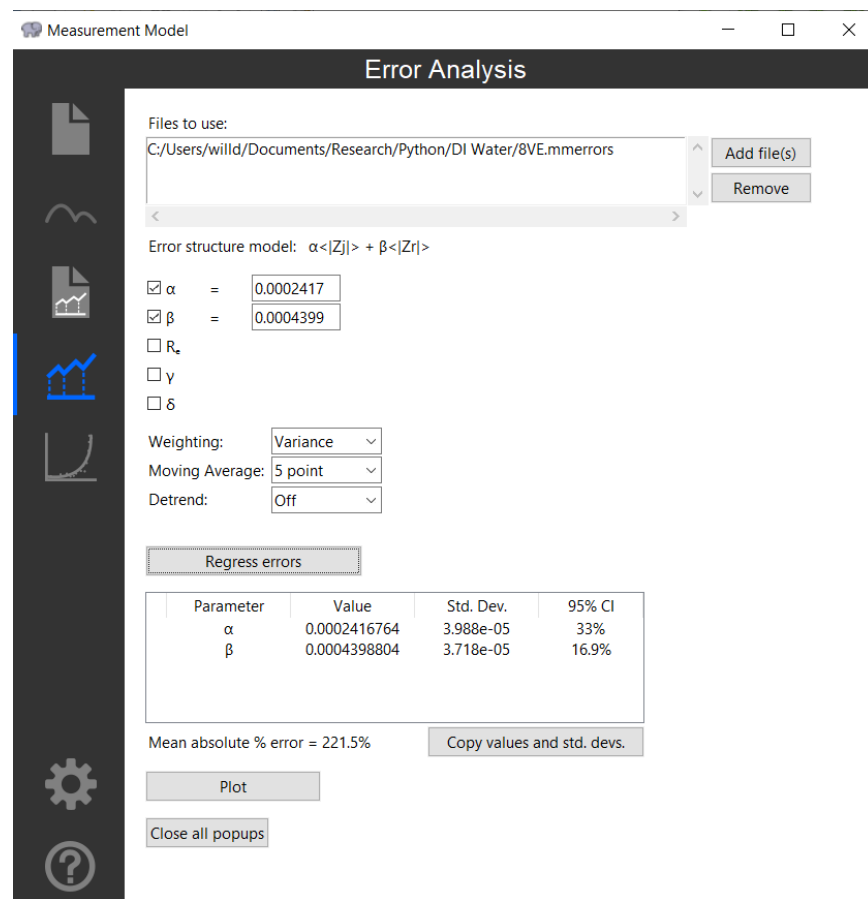 Measurement Model
Error Analysis
Files to use:
C:/Users/willd/Documents/Research/Python/DI Water/8VE.mmerrors
Add file(s)
Remove
Error structure model: α<|Zj|> + β<|Zr|>
α = 0.0002417
β = 0.0004399
Rₑ
γ
δ
Weighting: Variance
Moving Average: 5 point
Detrend: Off
Regress errors
Parameter Value Std. Dev. 95% CI
α 0.0002416764 3.988e-05 33%
β 0.0004398804 3.718e-05 16.9%
Mean absolute % error = 221.5% Copy values and std. devs.
Plot
Close all popups